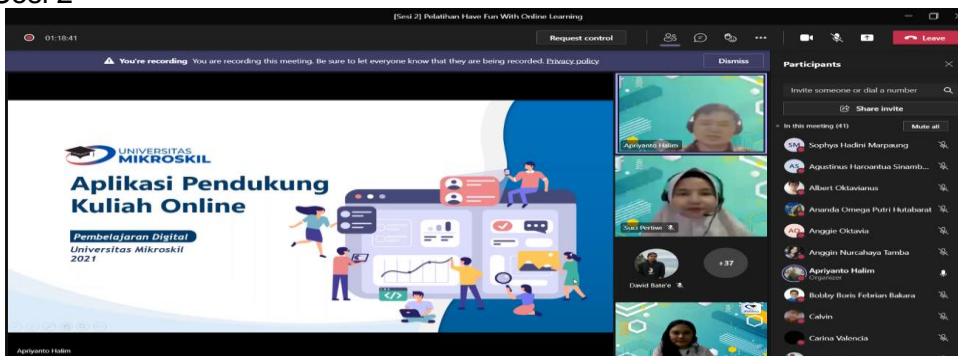 Sesi 2
[Sesi 2] Pelatihan Have Fun With Online Learning
01:18:41
Request control
Leave
You're recording You are recording this meeting. Be sure to let everyone know that they are being recorded. Privacy policy
Dismiss
UNIVERSITAS
MIKROSKIL
Aplikasi Pendukung
Kuliah Online
Pembelajaran Digital
Universitas Mikroskil
2021
Apriyanto Halim
Apriyanto Halim
Suci Pertiwi
David Bate'e
+37
Participants
Invite someone or dial a number
Share invite
In this meeting (41)
Mute all
SM
Sophya Hadini Marpaung
AS
Agustinus Haroantua Sinamb...
Albert Oktavianus
Ananda Omega Putri Hutabarat
AO
Anggie Oktavia
Anggin Nurcahaya Tamba
Apriyanto Halim
Organizer
Bobby Boris Febrian Bakara
Calvin
Carina Valencia